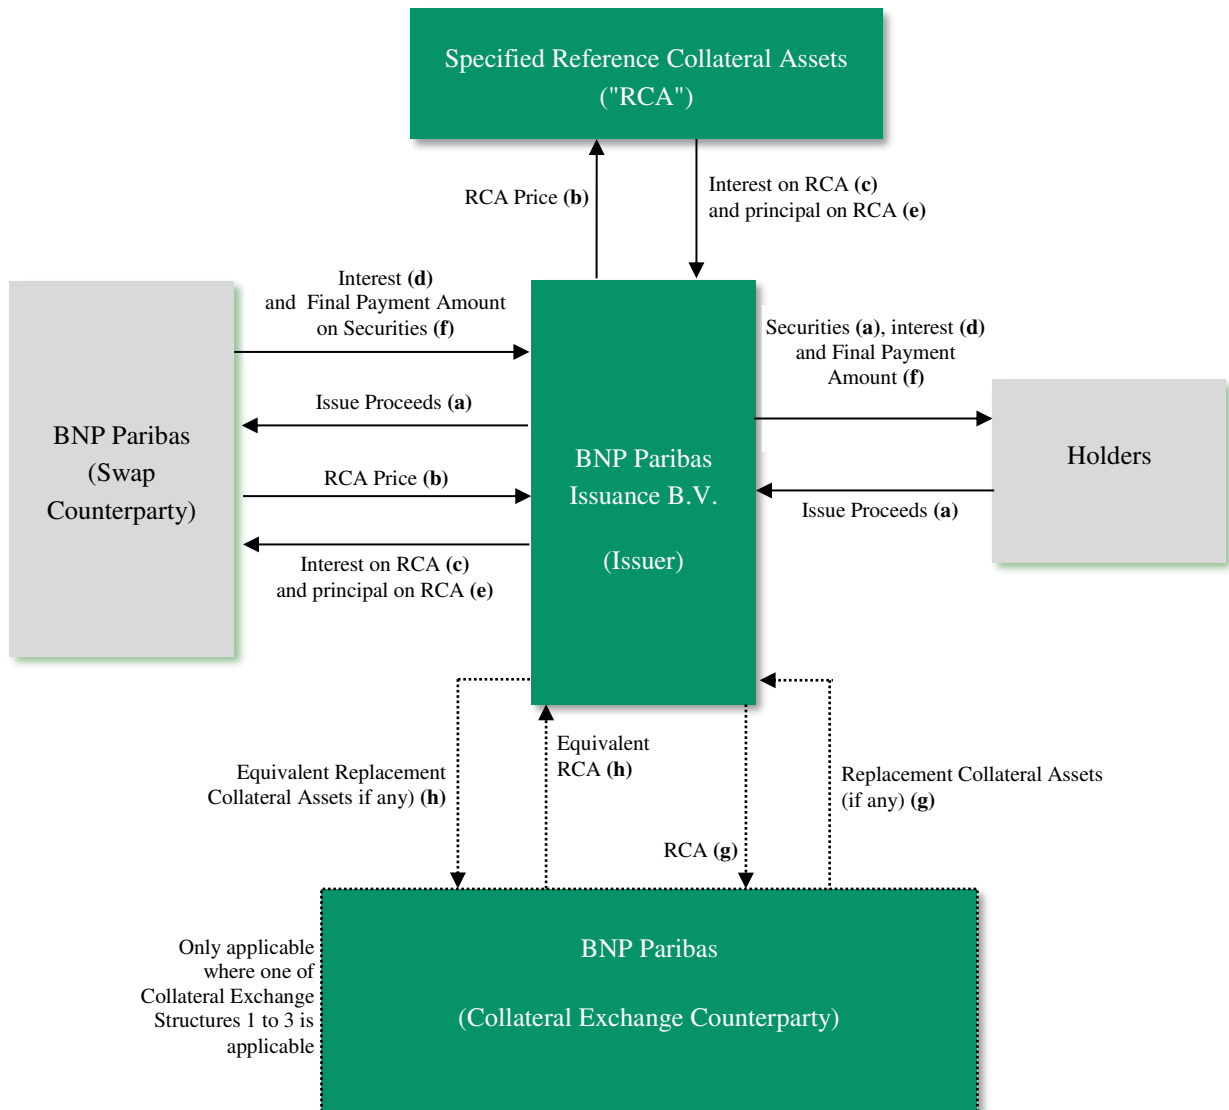 Specified Reference Collateral Assets
("RCA")
RCA Price (b)
Interest on RCA (c)
and principal on RCA (e)
Interest (d)
and Final Payment Amount
on Securities (f)
Securities (a), interest (d)
and Final Payment
Amount (f)
Issue Proceeds (a)
BNP Paribas
(Swap
Counterparty)
RCA Price (b)
BNP Paribas
Issuance B.V.
(Issuer)
Holders
Issue Proceeds (a)
Interest on RCA (c)
and principal on RCA (e)
Equivalent Replacement
Collateral Assets if any) (h)
Equivalent
RCA (h)
RCA (g)
Replacement Collateral Assets
(if any) (g)
Only applicable
where one of
Collateral Exchange
Structures 1 to 3 is
applicable
BNP Paribas
(Collateral Exchange Counterparty)